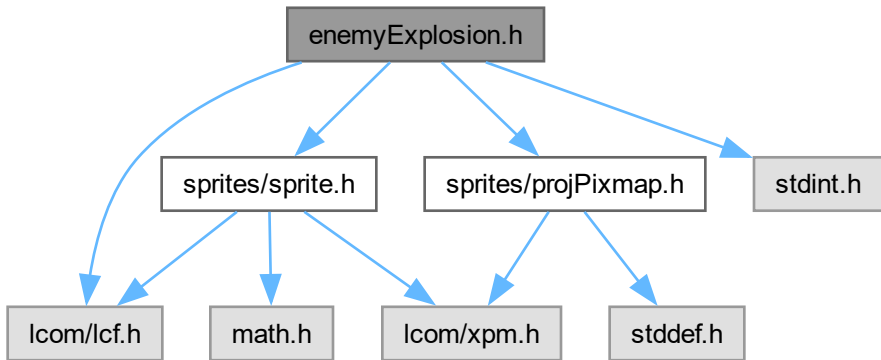 enemyExplosion.h
sprites/sprite.h
sprites/projPixmap.h
stdint.h
lcom/lcf.h
math.h
lcom/xpm.h
stddef.h